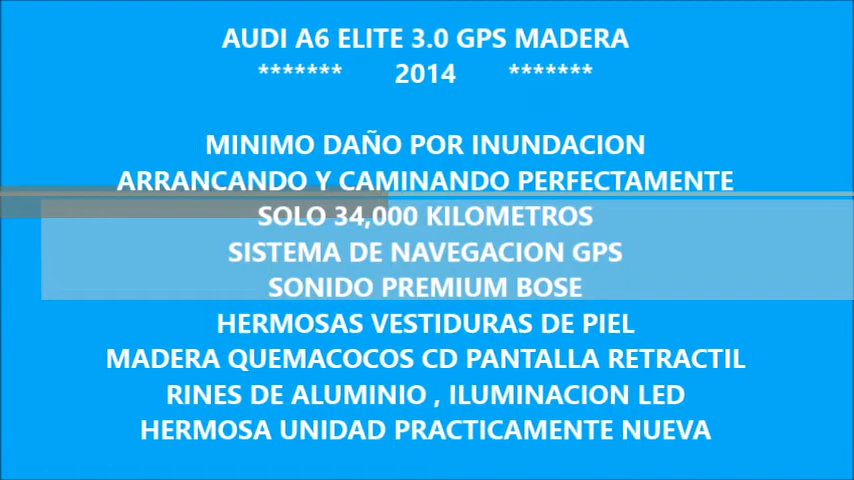 AUDI A6 ELITE 3.0 GPS MADERA
******* 2014 *******
MINIMO DAÑO POR INUNDACION
ARRANCANDO Y CAMINANDO PERFECTAMENTE
SOLO 34,000 KILOMETROS
SISTEMA DE NAVEGACION GPS
SONIDO PREMIUM BOSE
HERMOSAS VESTIDURAS DE PIEL
MADERA QUEMACOCOS CD PANTALLA RETRACTIL
RINES DE ALUMINIO , ILUMINACION LED
HERMOSA UNIDAD PRACTICAMENTE NUEVA